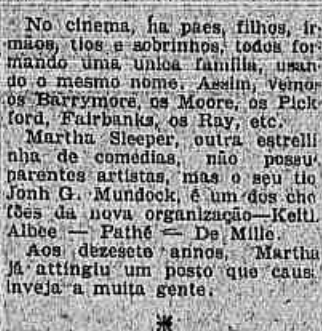 No cinema, ha paes, filhos, ir-
mãos, tios e sobrinhos, todos for-
mando uma unica familia, usan-
do o mesmo nome. Assim, vemos
os Barrymore, os Moore, os Pick
ford, Fairbanks, os Ray, etc.
Martha Sleeper, outra estrelli
nha de comédias, não possue
parentes artistas, mas o seu tio
Jonh G. Mundock, é um dos che
fões da nova organização—Keith
Albee — Pathé — De Mille.
Aos dezesete annos, Martha
já attingiu um posto que causa
inveja a muita gente.